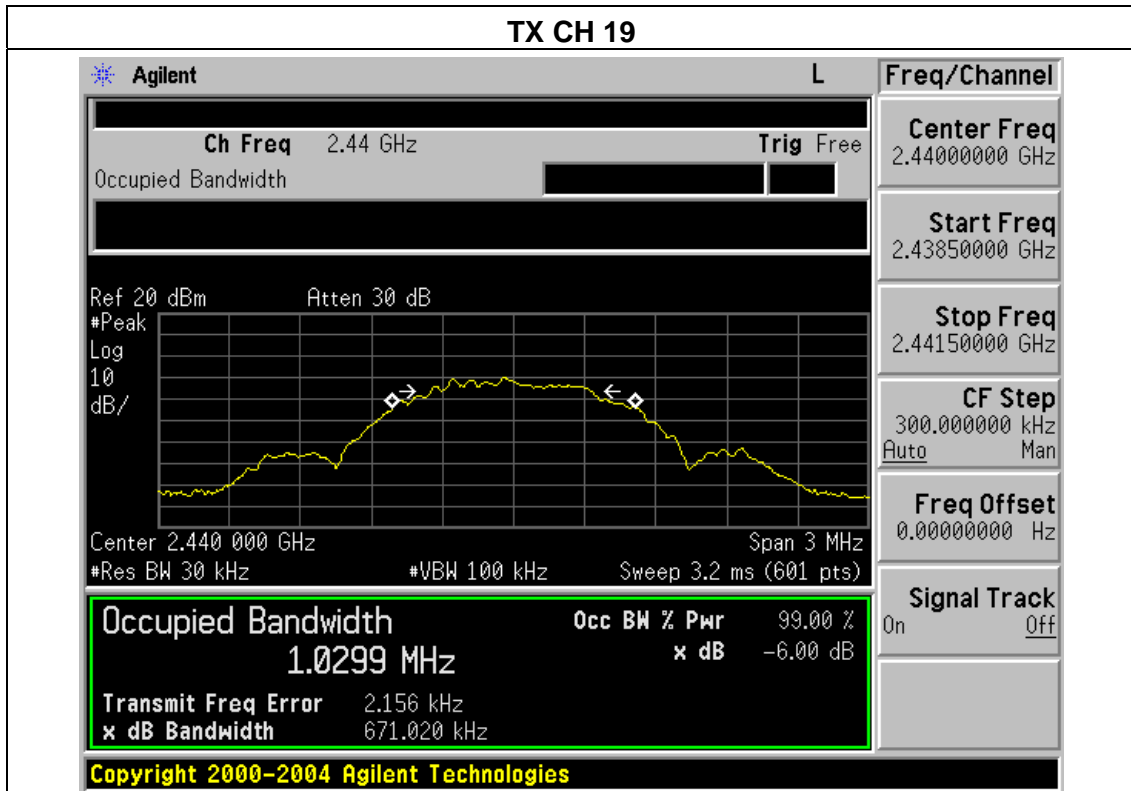 TX CH 19
Agilent L Freq/Channel
Ch Freq 2.44 GHz Trig Free
Occupied Bandwidth
Center Freq
2.44000000 GHz
Start Freq
2.43850000 GHz
Stop Freq
2.44150000 GHz
CF Step
300.000000 kHz
Auto Man
Freq Offset
0.00000000 Hz
Signal Track
On Off
Ref 20 dBm Atten 30 dB
#Peak
Log
10
dB/
Center 2.440 000 GHz Span 3 MHz
#Res BW 30 kHz #VBW 100 kHz Sweep 3.2 ms (601 pts)
Occupied Bandwidth Occ BW % Pwr 99.00 %
1.0299 MHz x dB -6.00 dB
Transmit Freq Error 2.156 kHz
x dB Bandwidth 671.020 kHz
Copyright 2000-2004 Agilent Technologies